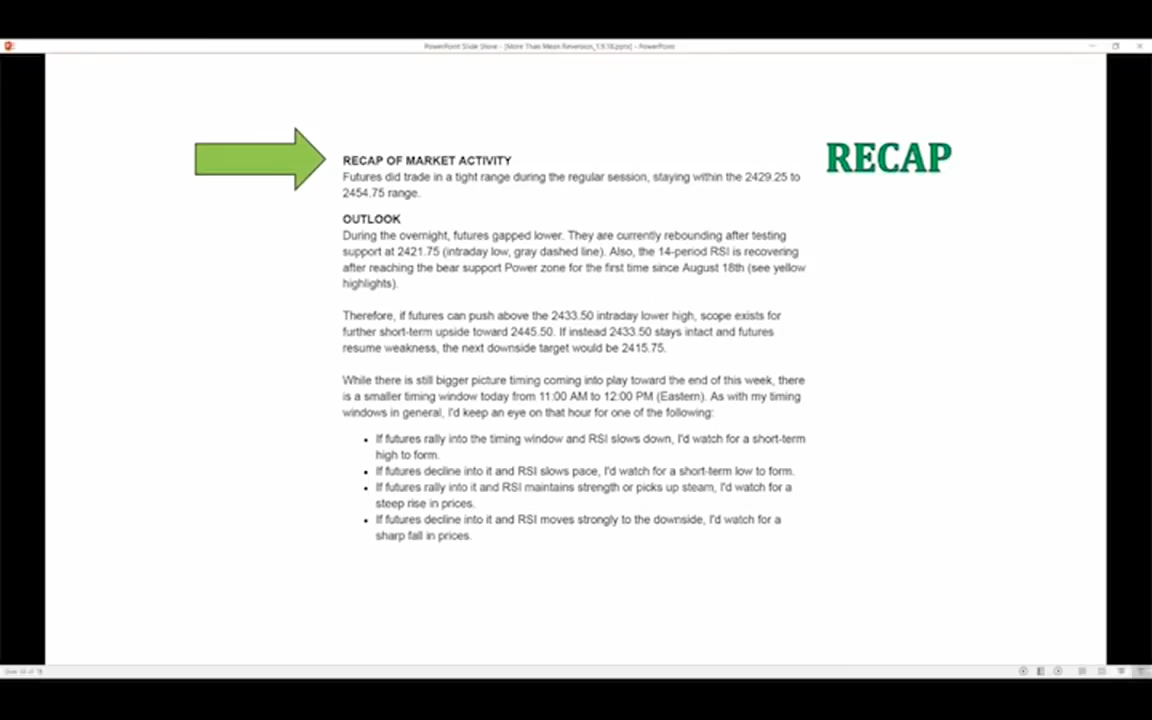 PowerPoint Slide Show - [More Than Mean Reversion_1.9.18.pptx] - PowerPoint
RECAP
RECAP OF MARKET ACTIVITY
Futures did trade in a tight range during the regular session, staying within the 2429.25 to
2454.75 range.
OUTLOOK
During the overnight, futures gapped lower. They are currently rebounding after testing
support at 2421.75 (intraday low, gray dashed line). Also, the 14-period RSI is recovering
after reaching the bear support Power zone for the first time since August 18th (see yellow
highlights).
Therefore, if futures can push above the 2433.50 intraday lower high, scope exists for
further short-term upside toward 2445.50. If instead 2433.50 stays intact and futures
resume weakness, the next downside target would be 2415.75.
While there is still bigger picture timing coming into play toward the end of this week, there
is a smaller timing window today from 11:00 AM to 12:00 PM (Eastern). As with my timing
windows in general, I'd keep an eye on that hour for one of the following:
• If futures rally into the timing window and RSI slows down, I'd watch for a short-term
high to form.
• If futures decline into it and RSI slows pace, I'd watch for a short-term low to form.
• If futures rally into it and RSI maintains strength or picks up steam, I'd watch for a
steep rise in prices.
• If futures decline into it and RSI moves strongly to the downside, I'd watch for a
sharp fall in prices.